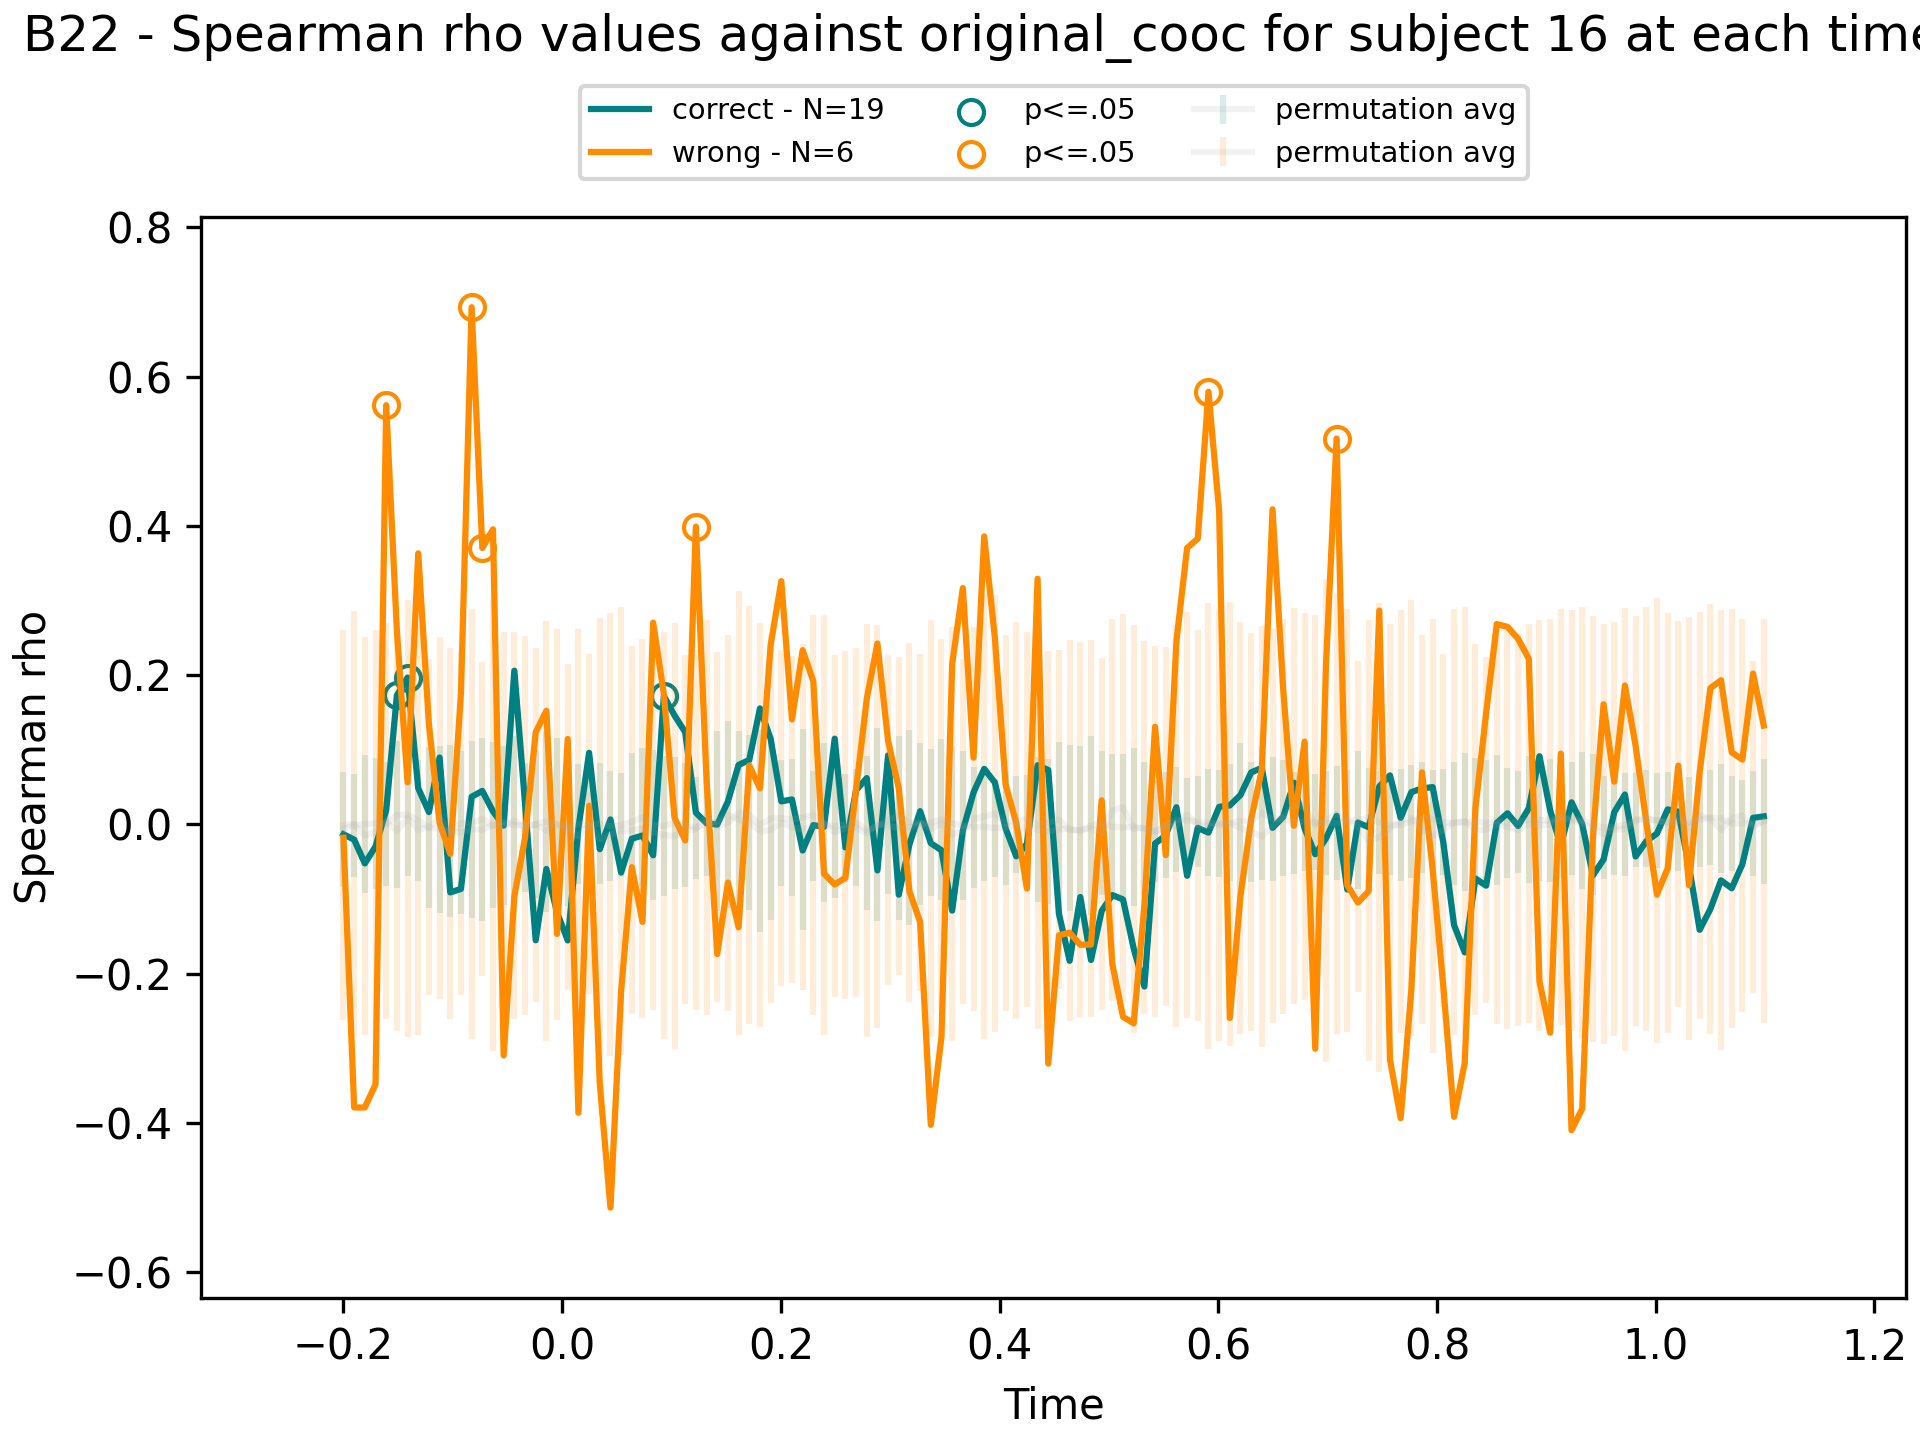 B22 - Spearman rho values against original_cooc for subject 16 at each time
correct - N=19 p<=.05 permutation avg
wrong - N=6 p<=.05 permutation avg
0.8
0.6
0.4
0.2
0.0
−0.2
−0.4
−0.6
Spearman rho
−0.2 0.0 0.2 0.4 0.6 0.8 1.0 1.2
Time